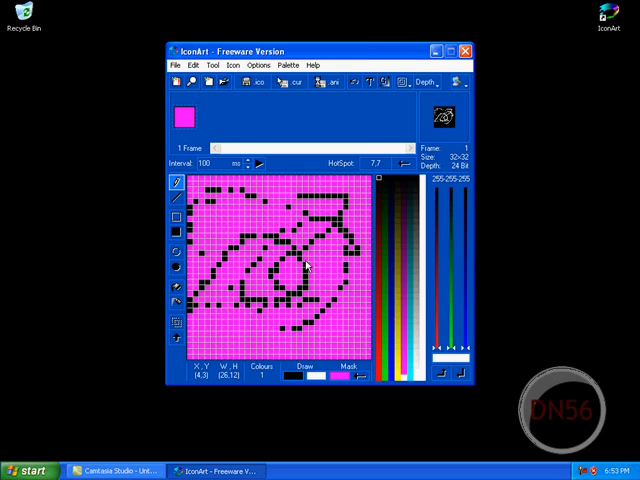 Recycle Bin
IconArt
IconArt - Freeware Version
File Edit Tool Icon Options Palette Help
.ico .cur .ani Depth
1 Frame
Frame: 1
Size: 32×32
Depth: 24 Bit
Interval: 100 ms HotSpot: 7,7
255-255-255
X , Y W , H Colours Draw Mask
(4,3) (26,12) 1
DN56
start Camtasia Studio - Unt... IconArt - Freeware V... 6:53 PM